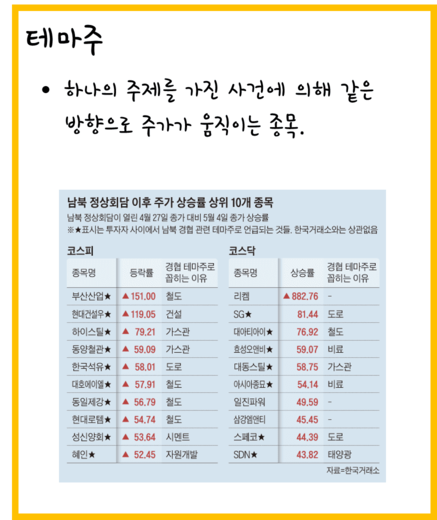 테마주
• 하나의 주제를 가진 사건에 의해 같은
방향으로 주가가 움직이는 종목.
남북 정상회담 이후 주가 상승률 상위 10개 종목
남북 정상회담이 열린 4월 27일 종가 대비 5월 4일 종가 상승률
※★표시는 투자자 사이에서 남북 경협 관련 테마주로 언급되는 것들. 한국거래소와는 상관없음
코스피
종목명 등락률 경협 테마주로 꼽히는 이유
부산산업★ ▲151.00 철도
현대건설우★ ▲119.05 건설
하이스틸★ ▲79.21 가스관
동양철관★ ▲59.09 가스관
한국석유★ ▲58.01 도로
대호에이엘★ ▲57.91 철도
동일제강★ ▲56.79 철도
현대로템★ ▲54.74 철도
성신양회★ ▲53.64 시멘트
혜인★ ▲52.45 자원개발
코스닥
종목명 상승률 경협 테마주로 꼽히는 이유
리켐 ▲882.76 -
SG★ 81.44 도로
대아티아이★ 76.92 철도
효성오앤비★ 59.07 비료
대동스틸★ 58.75 가스관
아시아종묘★ 54.14 비료
일진파워 49.59 -
삼강엠앤티 45.45 -
스페코★ 44.39 도로
SDN★ 43.82 태양광
자료=한국거래소